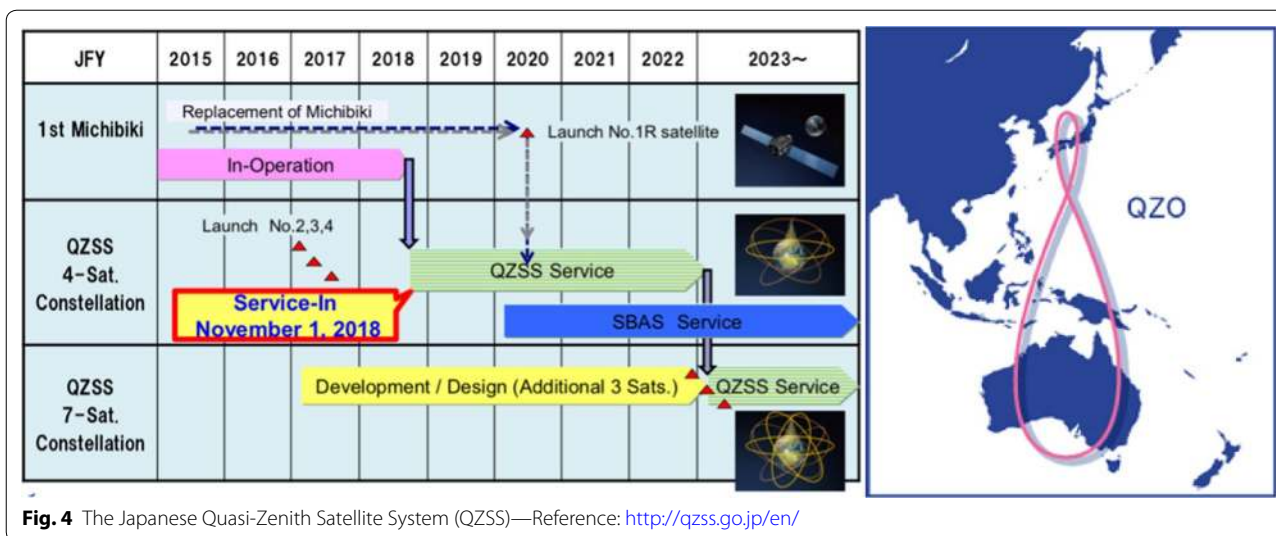 JFY 2015 2016 2017 2018 2019 2020 2021 2022 2023~
1st Michibiki
Replacement of Michibiki
Launch No.1R satellite
In-Operation
QZSS
4-Sat.
Constellation
Launch No.2,3,4
QZSS Service
Service-In
November 1, 2018
SBAS Service
QZSS
7-Sat.
Constellation
Development / Design (Additional 3 Sats.)
QZSS Service
QZO
Fig. 4 The Japanese Quasi-Zenith Satellite System (QZSS)—Reference: http://qzss.go.jp/en/